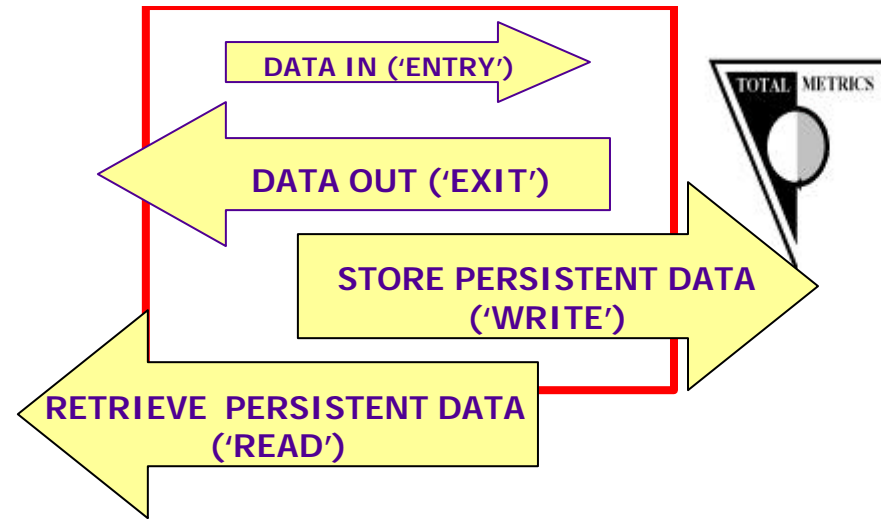 DATA IN (‘ENTRY’)
TOTAL METRICS
DATA OUT (‘EXIT’)
STORE PERSISTENT DATA
(‘WRITE’)
RETRIEVE PERSISTENT DATA
(‘READ’)